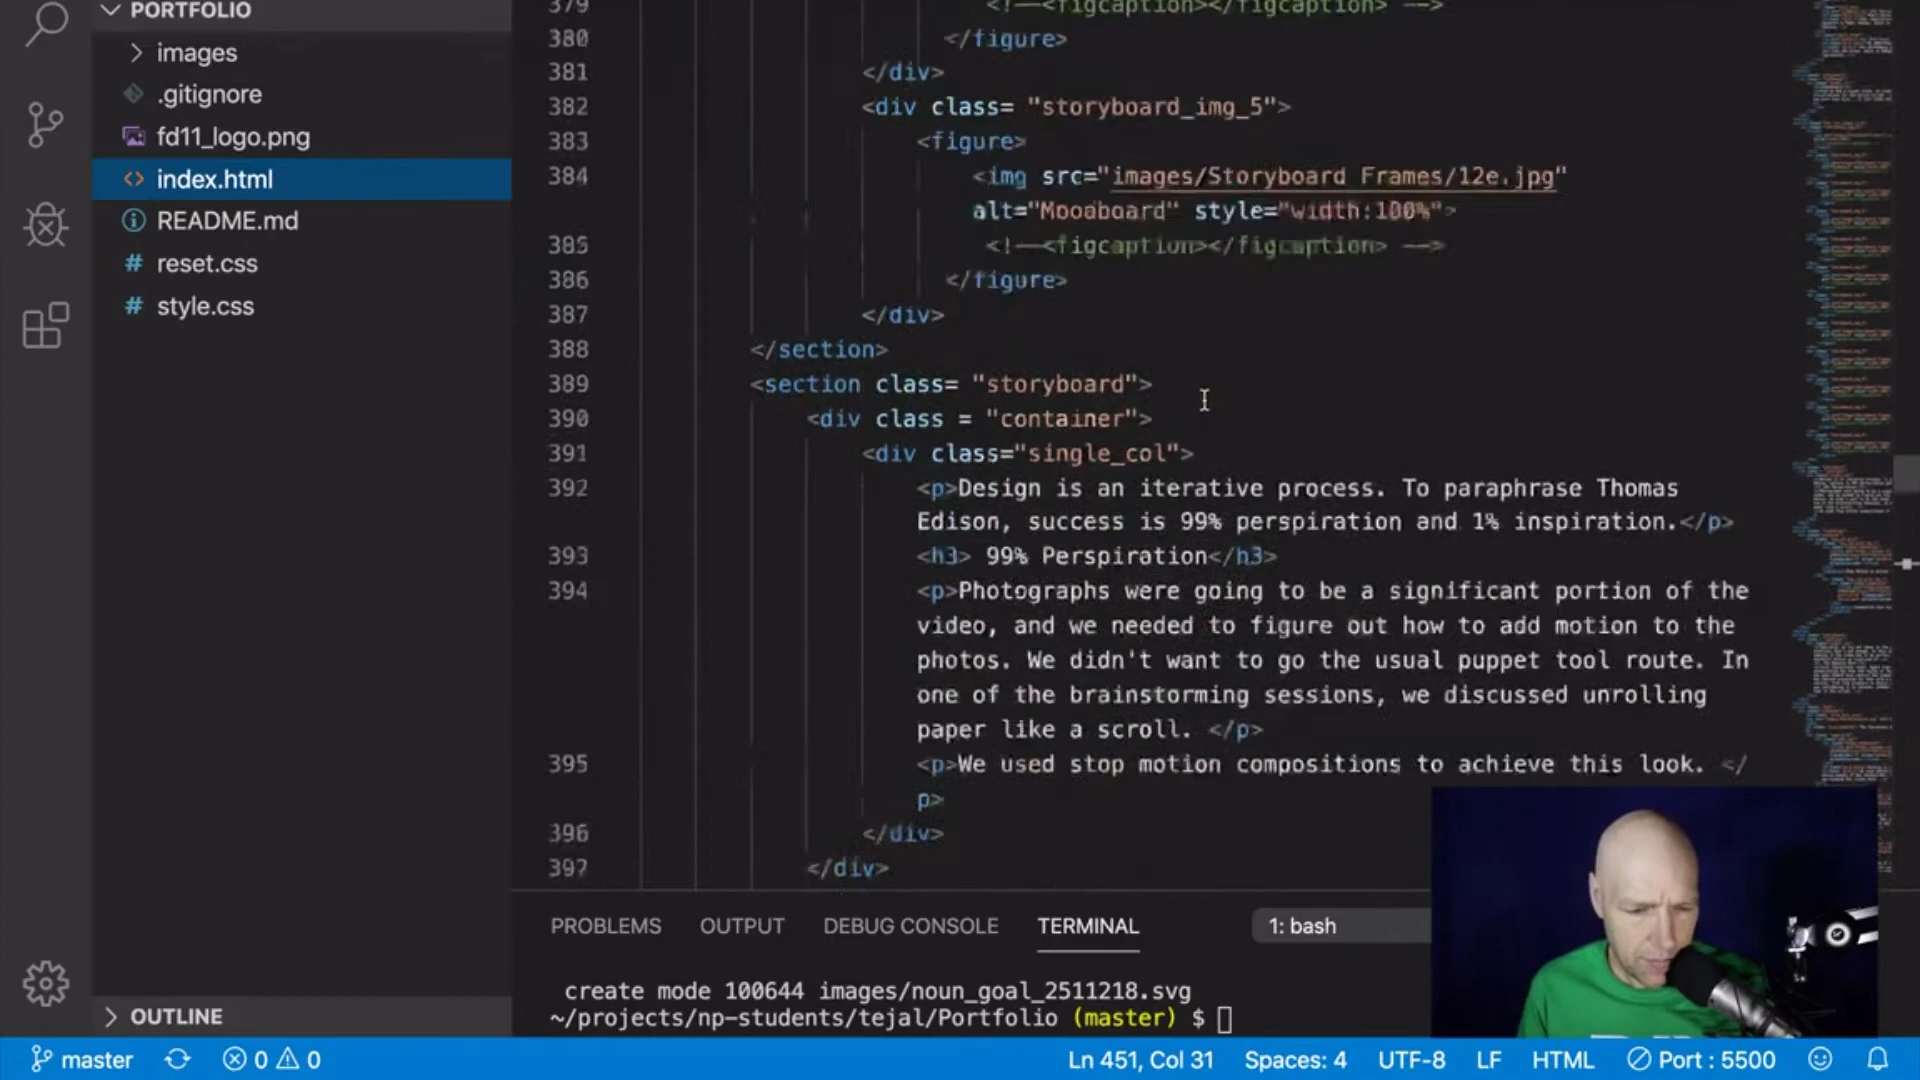 PORTFOLIO
images
.gitignore
fd11_logo.png
index.html
README.md
reset.css
style.css
OUTLINE
379 <!--<figcaption></figcaption> -->
380 </figure>
381 </div>
382 <div class= "storyboard_img_5">
383 <figure>
384 <img src="images/Storyboard Frames/12e.jpg"
alt="Moodboard" style="width:100%">
385 <!--<figcaption></figcaption> -->
386 </figure>
387 </div>
388 </section>
389 <section class= "storyboard">
390 <div class = "container">
391 <div class="single_col">
392 <p>Design is an iterative process. To paraphrase Thomas
Edison, success is 99% perspiration and 1% inspiration.</p>
393 <h3> 99% Perspiration</h3>
394 <p>Photographs were going to be a significant portion of the
video, and we needed to figure out how to add motion to the
photos. We didn't want to go the usual puppet tool route. In
one of the brainstorming sessions, we discussed unrolling
paper like a scroll. </p>
395 <p>We used stop motion compositions to achieve this look. </
p>
396 </div>
397 </div>
PROBLEMS OUTPUT DEBUG CONSOLE TERMINAL 1: bash
create mode 100644 images/noun_goal_2511218.svg
~/projects/np-students/tejal/Portfolio (master) $
master 0 0 Ln 451, Col 31 Spaces: 4 UTF-8 LF HTML Port : 5500